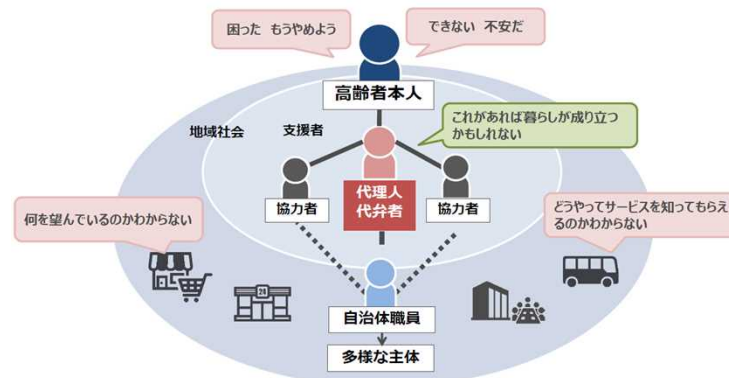 困った もうやめよう
できない 不安だ
高齢者本人
地域社会
支援者
これがあれば暮らしが成り立つ
かもしれない
協力者
代理人
代弁者
協力者
何を望んでいるのかわからない
どうやってサービスを知ってもらえ
るのかわからない
24
自治体職員
多様な主体